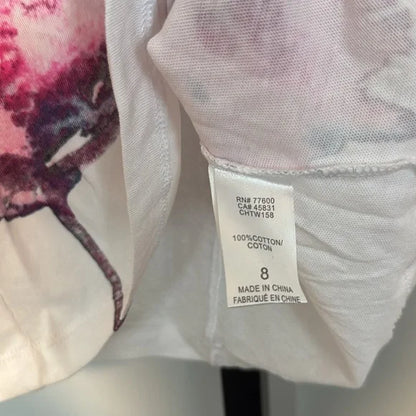 RN# 77600
CA# 45831
CHTW158
100%COTTON/
COTON
8
MADE IN CHINA
FABRIQUÉ EN CHINE